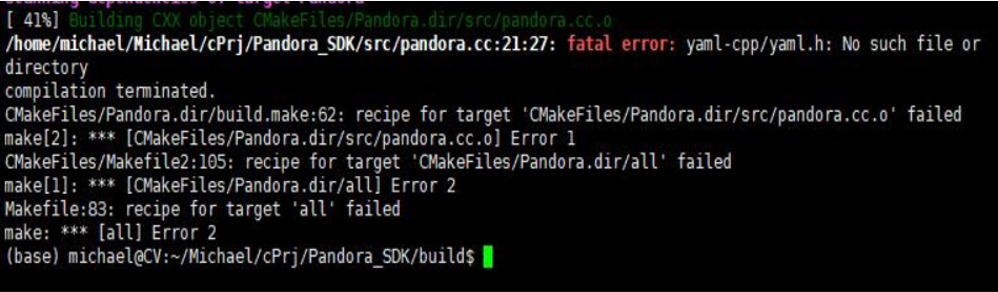 Scanning dependencies of target Pandora
[ 41%] Building CXX object CMakeFiles/Pandora.dir/src/pandora.cc.o
/home/michael/Michael/cPrj/Pandora_SDK/src/pandora.cc:21:27: fatal error: yaml-cpp/yaml.h: No such file or
directory
compilation terminated.
CMakeFiles/Pandora.dir/build.make:62: recipe for target 'CMakeFiles/Pandora.dir/src/pandora.cc.o' failed
make[2]: *** [CMakeFiles/Pandora.dir/src/pandora.cc.o] Error 1
CMakeFiles/Makefile2:105: recipe for target 'CMakeFiles/Pandora.dir/all' failed
make[1]: *** [CMakeFiles/Pandora.dir/all] Error 2
Makefile:83: recipe for target 'all' failed
make: *** [all] Error 2
(base) michael@CV:~/Michael/cPrj/Pandora_SDK/build$